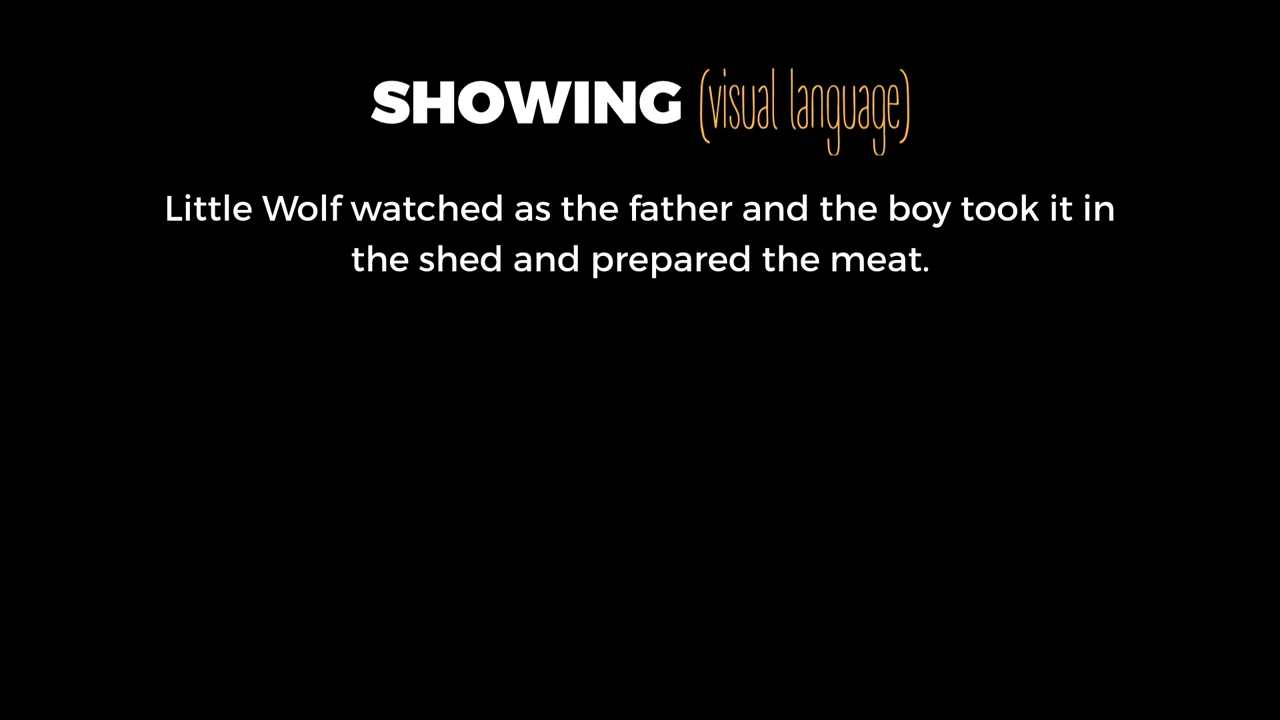 SHOWING (visual language)
Little Wolf watched as the father and the boy took it in
the shed and prepared the meat.